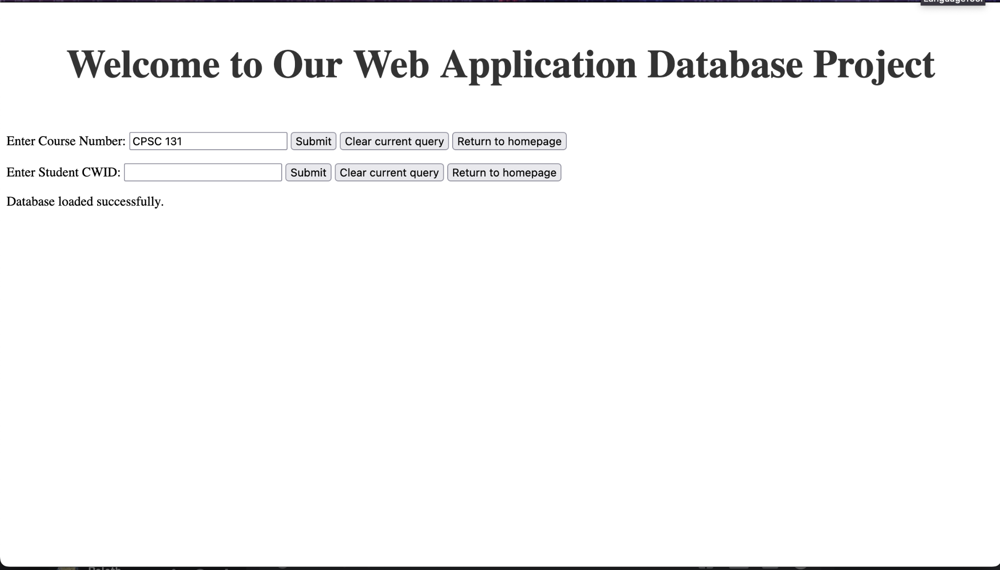 LanguageTool
Welcome to Our Web Application Database Project
Enter Course Number: CPSC 131 Submit Clear current query Return to homepage
Enter Student CWID: Submit Clear current query Return to homepage
Database loaded successfully.